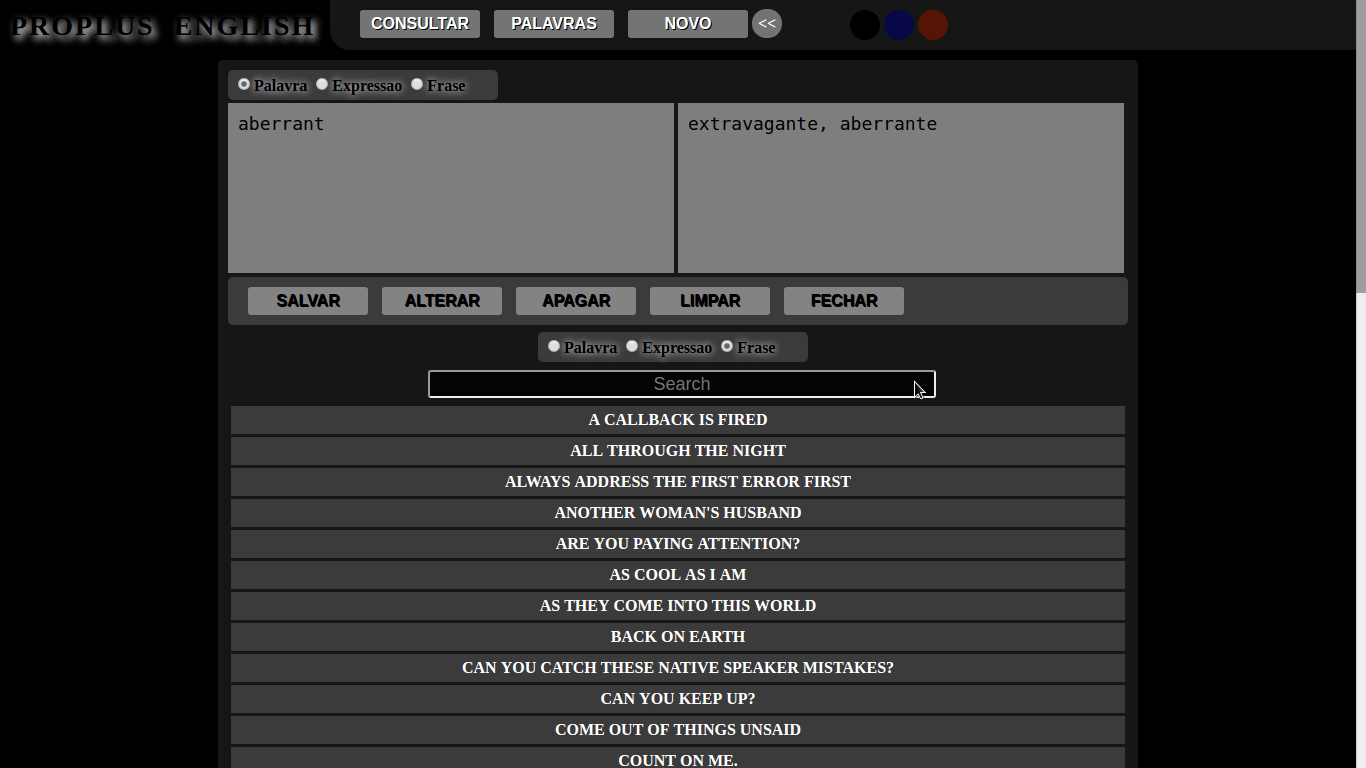 PROPLUS ENGLISH
CONSULTAR PALAVRAS NOVO <<
Palavra Expressao Frase
aberrant
extravagante, aberrante
SALVAR ALTERAR APAGAR LIMPAR FECHAR
Palavra Expressao Frase
Search
A CALLBACK IS FIRED
ALL THROUGH THE NIGHT
ALWAYS ADDRESS THE FIRST ERROR FIRST
ANOTHER WOMAN'S HUSBAND
ARE YOU PAYING ATTENTION?
AS COOL AS I AM
AS THEY COME INTO THIS WORLD
BACK ON EARTH
CAN YOU CATCH THESE NATIVE SPEAKER MISTAKES?
CAN YOU KEEP UP?
COME OUT OF THINGS UNSAID
COUNT ON ME.